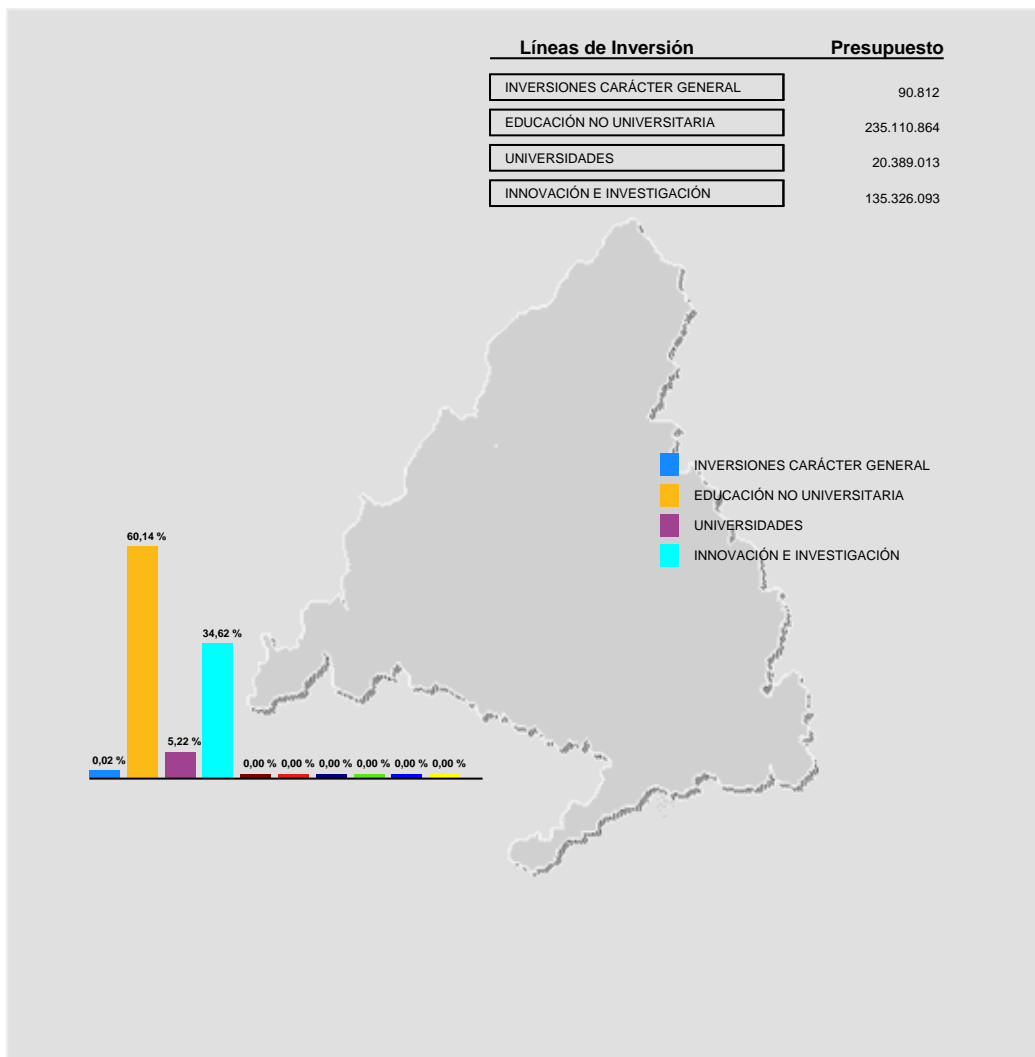 Líneas de Inversión Presupuesto
INVERSIONES CARÁCTER GENERAL 90.812
EDUCACIÓN NO UNIVERSITARIA 235.110.864
UNIVERSIDADES 20.389.013
INNOVACIÓN E INVESTIGACIÓN 135.326.093
INVERSIONES CARÁCTER GENERAL
EDUCACIÓN NO UNIVERSITARIA
UNIVERSIDADES
INNOVACIÓN E INVESTIGACIÓN
60,14 %
34,62 %
5,22 %
0,02 % 0,00 % 0,00 % 0,00 % 0,00 % 0,00 % 0,00 %